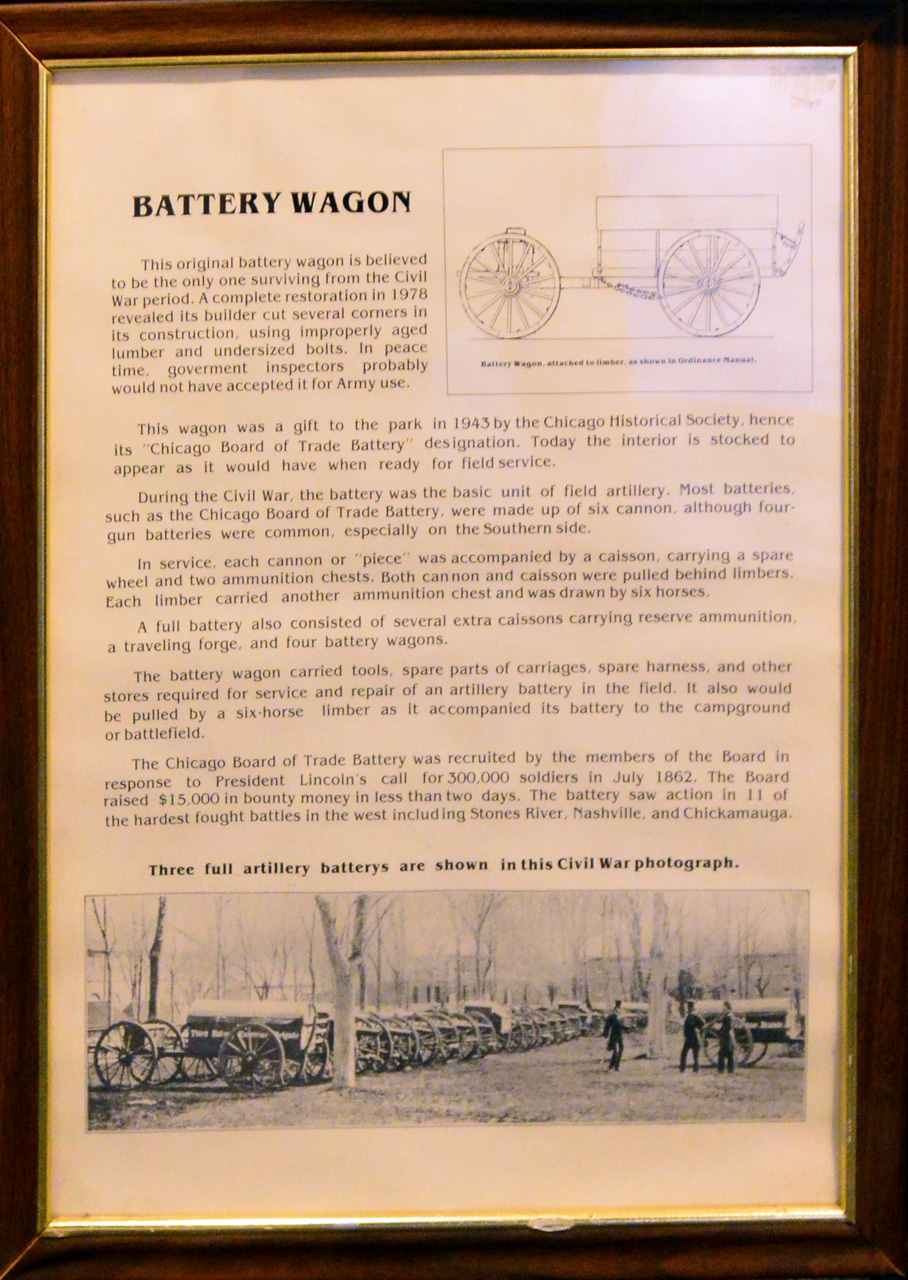 BATTERY WAGON
This original battery wagon is believed
to be the only one surviving from the Civil
War period. A complete restoration in 1978
revealed its builder cut several corners in
its construction, using improperly aged
lumber and undersized bolts. In peace
time, goverment inspectors probably
would not have accepted it for Army use.
Battery Wagon, attached to limber, as shown in Ordinance Manual.
This wagon was a gift to the park in 1943 by the Chicago Historical Society, hence
its "Chicago Board of Trade Battery" designation. Today the interior is stocked to
appear as it would have when ready for field service.
During the Civil War, the battery was the basic unit of field artillery. Most batteries,
such as the Chicago Board of Trade Battery, were made up of six cannon, although four-
gun batteries were common, especially on the Southern side.
In service, each cannon or "piece" was accompanied by a caisson, carrying a spare
wheel and two ammunition chests. Both cannon and caisson were pulled behind limbers.
Each limber carried another ammunition chest and was drawn by six horses.
A full battery also consisted of several extra caissons carrying reserve ammunition,
a traveling forge, and four battery wagons.
The battery wagon carried tools, spare parts of carriages, spare harness, and other
stores required for service and repair of an artillery battery in the field. It also would
be pulled by a six-horse limber as it accompanied its battery to the campground
or battlefield.
The Chicago Board of Trade Battery was recruited by the members of the Board in
response to President Lincoln's call for 300,000 soldiers in July 1862. The Board
raised $15,000 in bounty money in less than two days. The battery saw action in 11 of
the hardest fought battles in the west including Stones River, Nashville, and Chickamauga.
Three full artillery batterys are shown in this Civil War photograph.